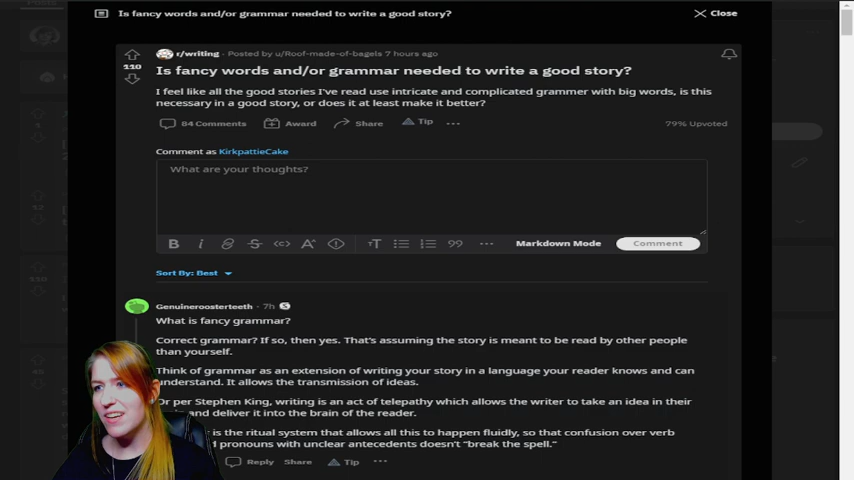 Is fancy words and/or grammar needed to write a good story?
Close
r/writing · Posted by u/Roof-made-of-bagels 7 hours ago
110
Is fancy words and/or grammar needed to write a good story?
I feel like all the good stories I've read use intricate and complicated grammer with big words, is this
necessary in a good story, or does it at least make it better?
84 Comments Award Share Tip ...
79% Upvoted
Comment as KirkpattieCake
What are your thoughts?
Markdown Mode Comment
Sort By: Best
Genuineroosterteeth · 7h
What is fancy grammar?
Correct grammar? If so, then yes. That's assuming the story is meant to be read by other people
than yourself.
Think of grammar as an extension of writing your story in a language your reader knows and can
understand. It allows the transmission of ideas.
Or per Stephen King, writing is an act of telepathy which allows the writer to take an idea in their
and deliver it into the brain of the reader.
is the ritual system that allows all this to happen fluidly, so that confusion over verb
pronouns with unclear antecedents doesn't "break the spell."
Reply Share Tip ...